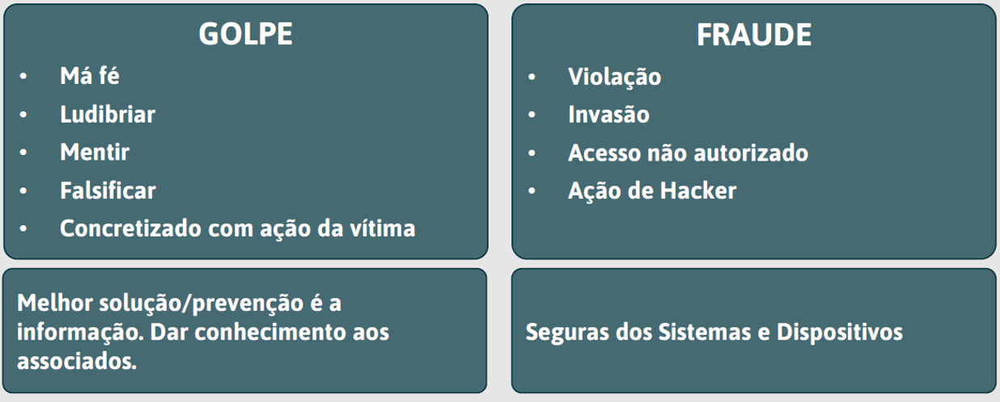 GOLPE
• Má fé
• Ludibriar
• Mentir
• Falsificar
• Concretizado com ação da vítima
Melhor solução/prevenção é a
informação. Dar conhecimento aos
associados.
FRAUDE
• Violação
• Invasão
• Acesso não autorizado
• Ação de Hacker
Seguras dos Sistemas e Dispositivos